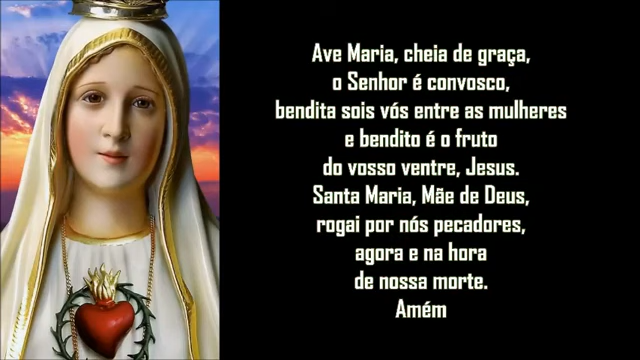 Ave Maria, cheia de graça,
o Senhor é convosco,
bendita sois vós entre as mulheres
e bendito é o fruto
do vosso ventre, Jesus.
Santa Maria, Mãe de Deus,
rogai por nós pecadores,
agora e na hora
de nossa morte.
Amém